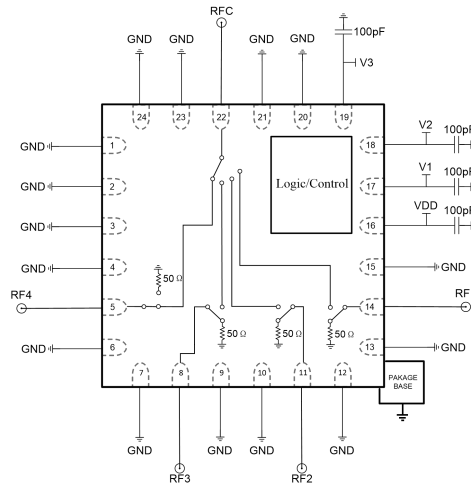 RFC
100pF
GND
GND
GND
GND
V3
24
23
22
21
20
19
GND
1
18
V2
100pF
Logic/Control
GND
2
17
V1
100pF
GND
3
16
VDD
100pF
GND
4
15
GND
50 Ω
RF4
5
14
RF
50 Ω
50 Ω
50 Ω
GND
6
13
GND
7
8
9
10
11
12
PAKAGE
BASE
GND
GND
GND
GND
RF3
RF2